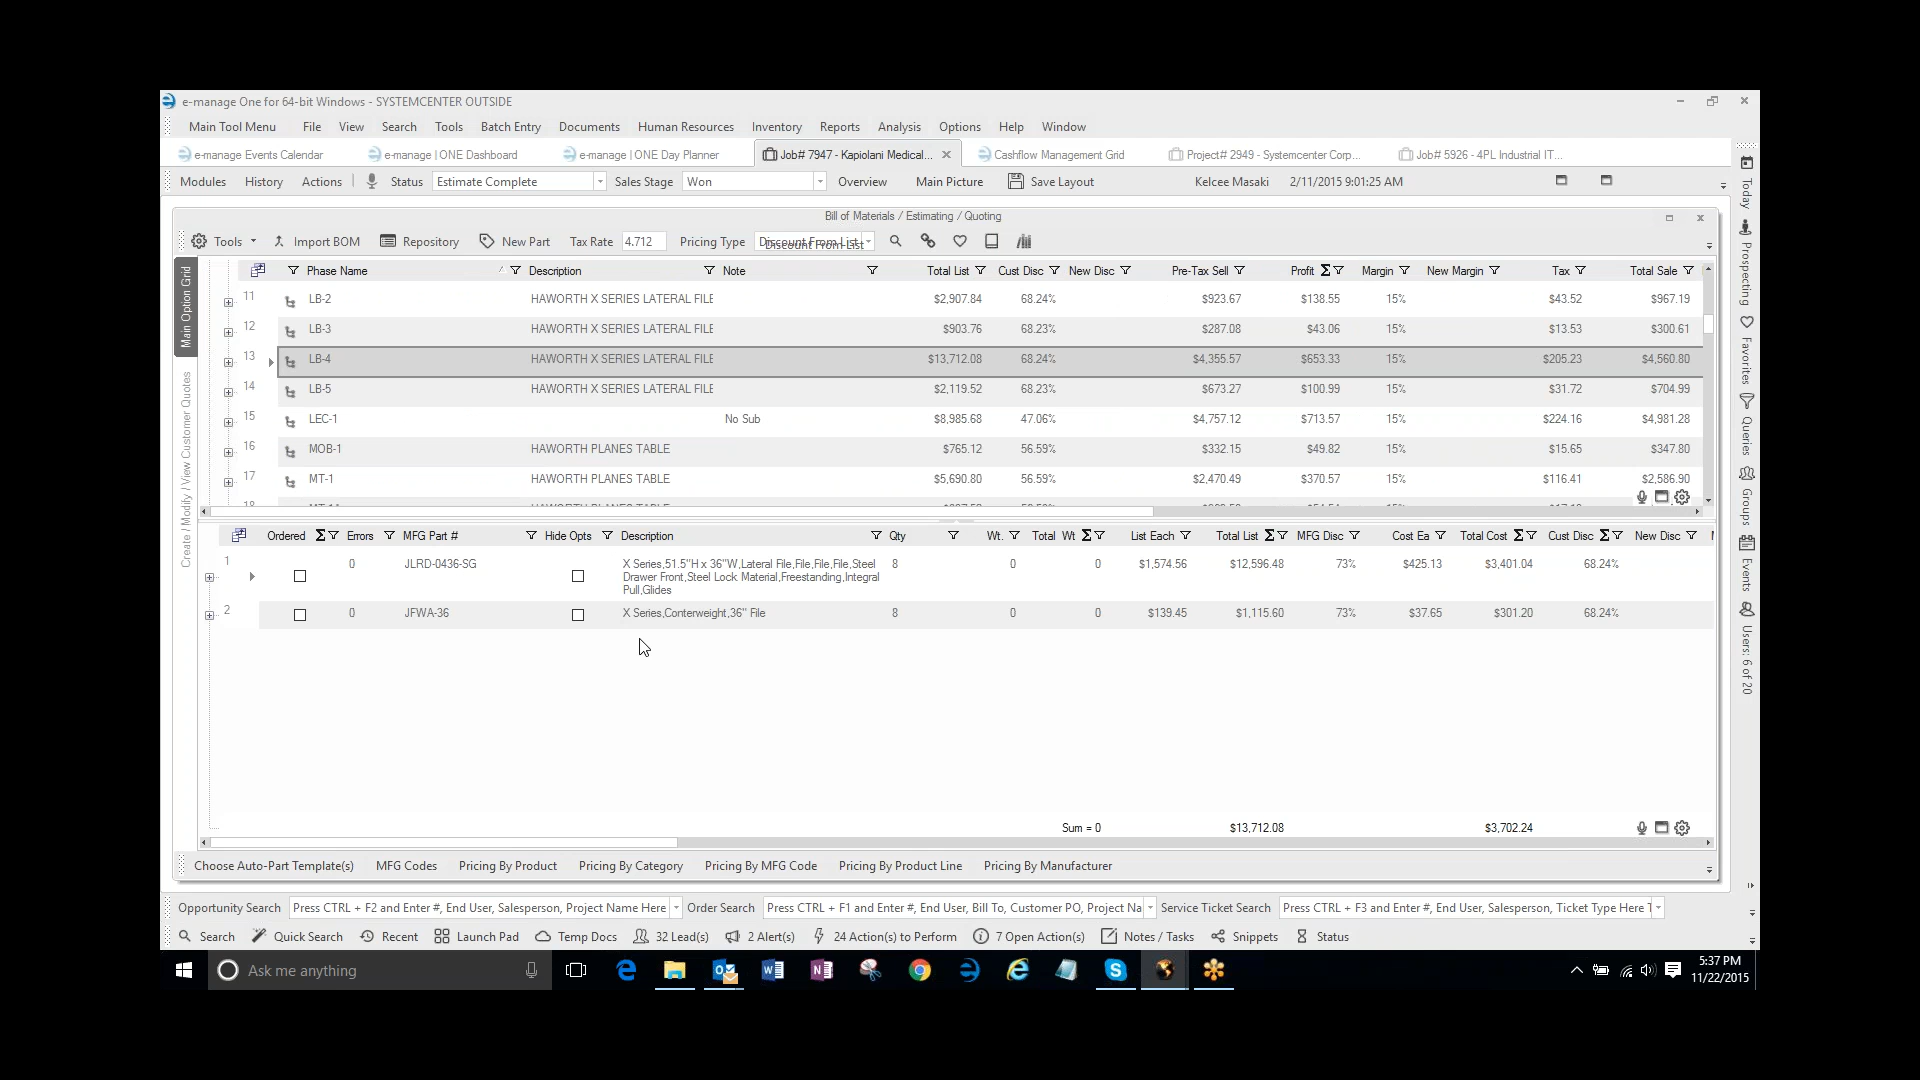 e-manage One for 64-bit Windows - SYSTEMCENTER OUTSIDE
Main Tool Menu File View Search Tools Batch Entry Documents Human Resources Inventory Reports Analysis Options Help Window
e-manage Events Calendar e-manage | ONE Dashboard e-manage | ONE Day Planner Job# 7947 - Kapiolani Medical... Cashflow Management Grid Project# 2949 - Systemcenter Corp... Job# 5926 - 4PL Industrial IT...
Modules History Actions Status Estimate Complete Sales Stage Won Overview Main Picture Save Layout Kelcee Masaki 2/11/2015 9:01:25 AM
Bill of Materials / Estimating / Quoting
Tools Import BOM Repository New Part Tax Rate 4.712 Pricing Type Discount From List
Phase Name Description Note Total List Cust Disc New Disc Pre-Tax Sell Profit Σ Margin New Margin Tax Total Sale
11 LB-2 HAWORTH X SERIES LATERAL FILE $2,907.84 68.24% $923.67 $138.55 15% $43.52 $967.19
12 LB-3 HAWORTH X SERIES LATERAL FILE $903.76 68.23% $287.08 $43.06 15% $13.53 $300.61
13 LB-4 HAWORTH X SERIES LATERAL FILE $13,712.08 68.24% $4,355.57 $653.33 15% $205.23 $4,560.80
14 LB-5 HAWORTH X SERIES LATERAL FILE $2,119.52 68.23% $673.27 $100.99 15% $31.72 $704.99
15 LEC-1 No Sub $8,985.68 47.06% $4,757.12 $713.57 15% $224.16 $4,981.28
16 MOB-1 HAWORTH PLANES TABLE $765.12 56.59% $332.15 $49.82 15% $15.65 $347.80
17 MT-1 HAWORTH PLANES TABLE $5,690.80 56.59% $2,470.49 $370.57 15% $116.41 $2,586.90
Main Option Grid
Create / Modify / View Customer Quotes
Ordered Σ Errors MFG Part # Hide Opts Description Qty Wt. Total Wt Σ List Each Total List Σ MFG Disc Cost Ea Total Cost Σ Cust Disc Σ New Disc
1 0 JLRD-0436-SG X Series,51.5"H x 36"W,Lateral File,File,File,File,Steel 8 0 0 $1,574.56 $12,596.48 73% $425.13 $3,401.04 68.24%
Drawer Front,Steel Lock Material,Freestanding,Integral
Pull,Glides
2 0 JFWA-36 X Series,Conterweight,36" File 8 0 0 $139.45 $1,115.60 73% $37.65 $301.20 68.24%
Sum = 0 $13,712.08 $3,702.24
Choose Auto-Part Template(s) MFG Codes Pricing By Product Pricing By Category Pricing By MFG Code Pricing By Product Line Pricing By Manufacturer
Today
Prospecting
Favorites
Queries
Groups
Events
Users: 6 of 20
Opportunity Search Press CTRL + F2 and Enter #, End User, Salesperson, Project Name Here Order Search Press CTRL + F1 and Enter #, End User, Bill To, Customer PO, Project Na Service Ticket Search Press CTRL + F3 and Enter #, End User, Salesperson, Ticket Type Here
Search Quick Search Recent Launch Pad Temp Docs 32 Lead(s) 2 Alert(s) 24 Action(s) to Perform 7 Open Action(s) Notes / Tasks Snippets Status
Ask me anything 5:37 PM
11/22/2015